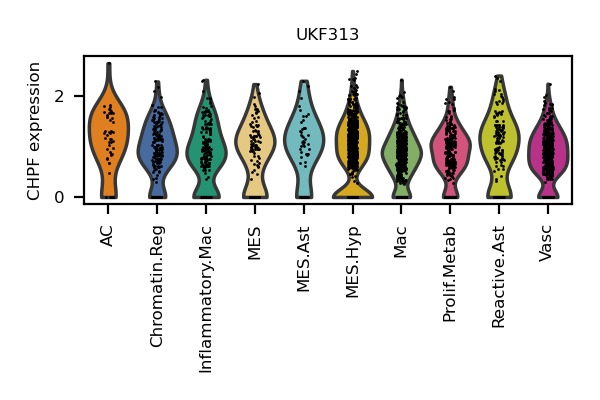 UKF313
CHPF expression
2
0
AC
Chromatin.Reg
Inflammatory.Mac
MES
MES.Ast
MES.Hyp
Mac
Prolif.Metab
Reactive.Ast
Vasc